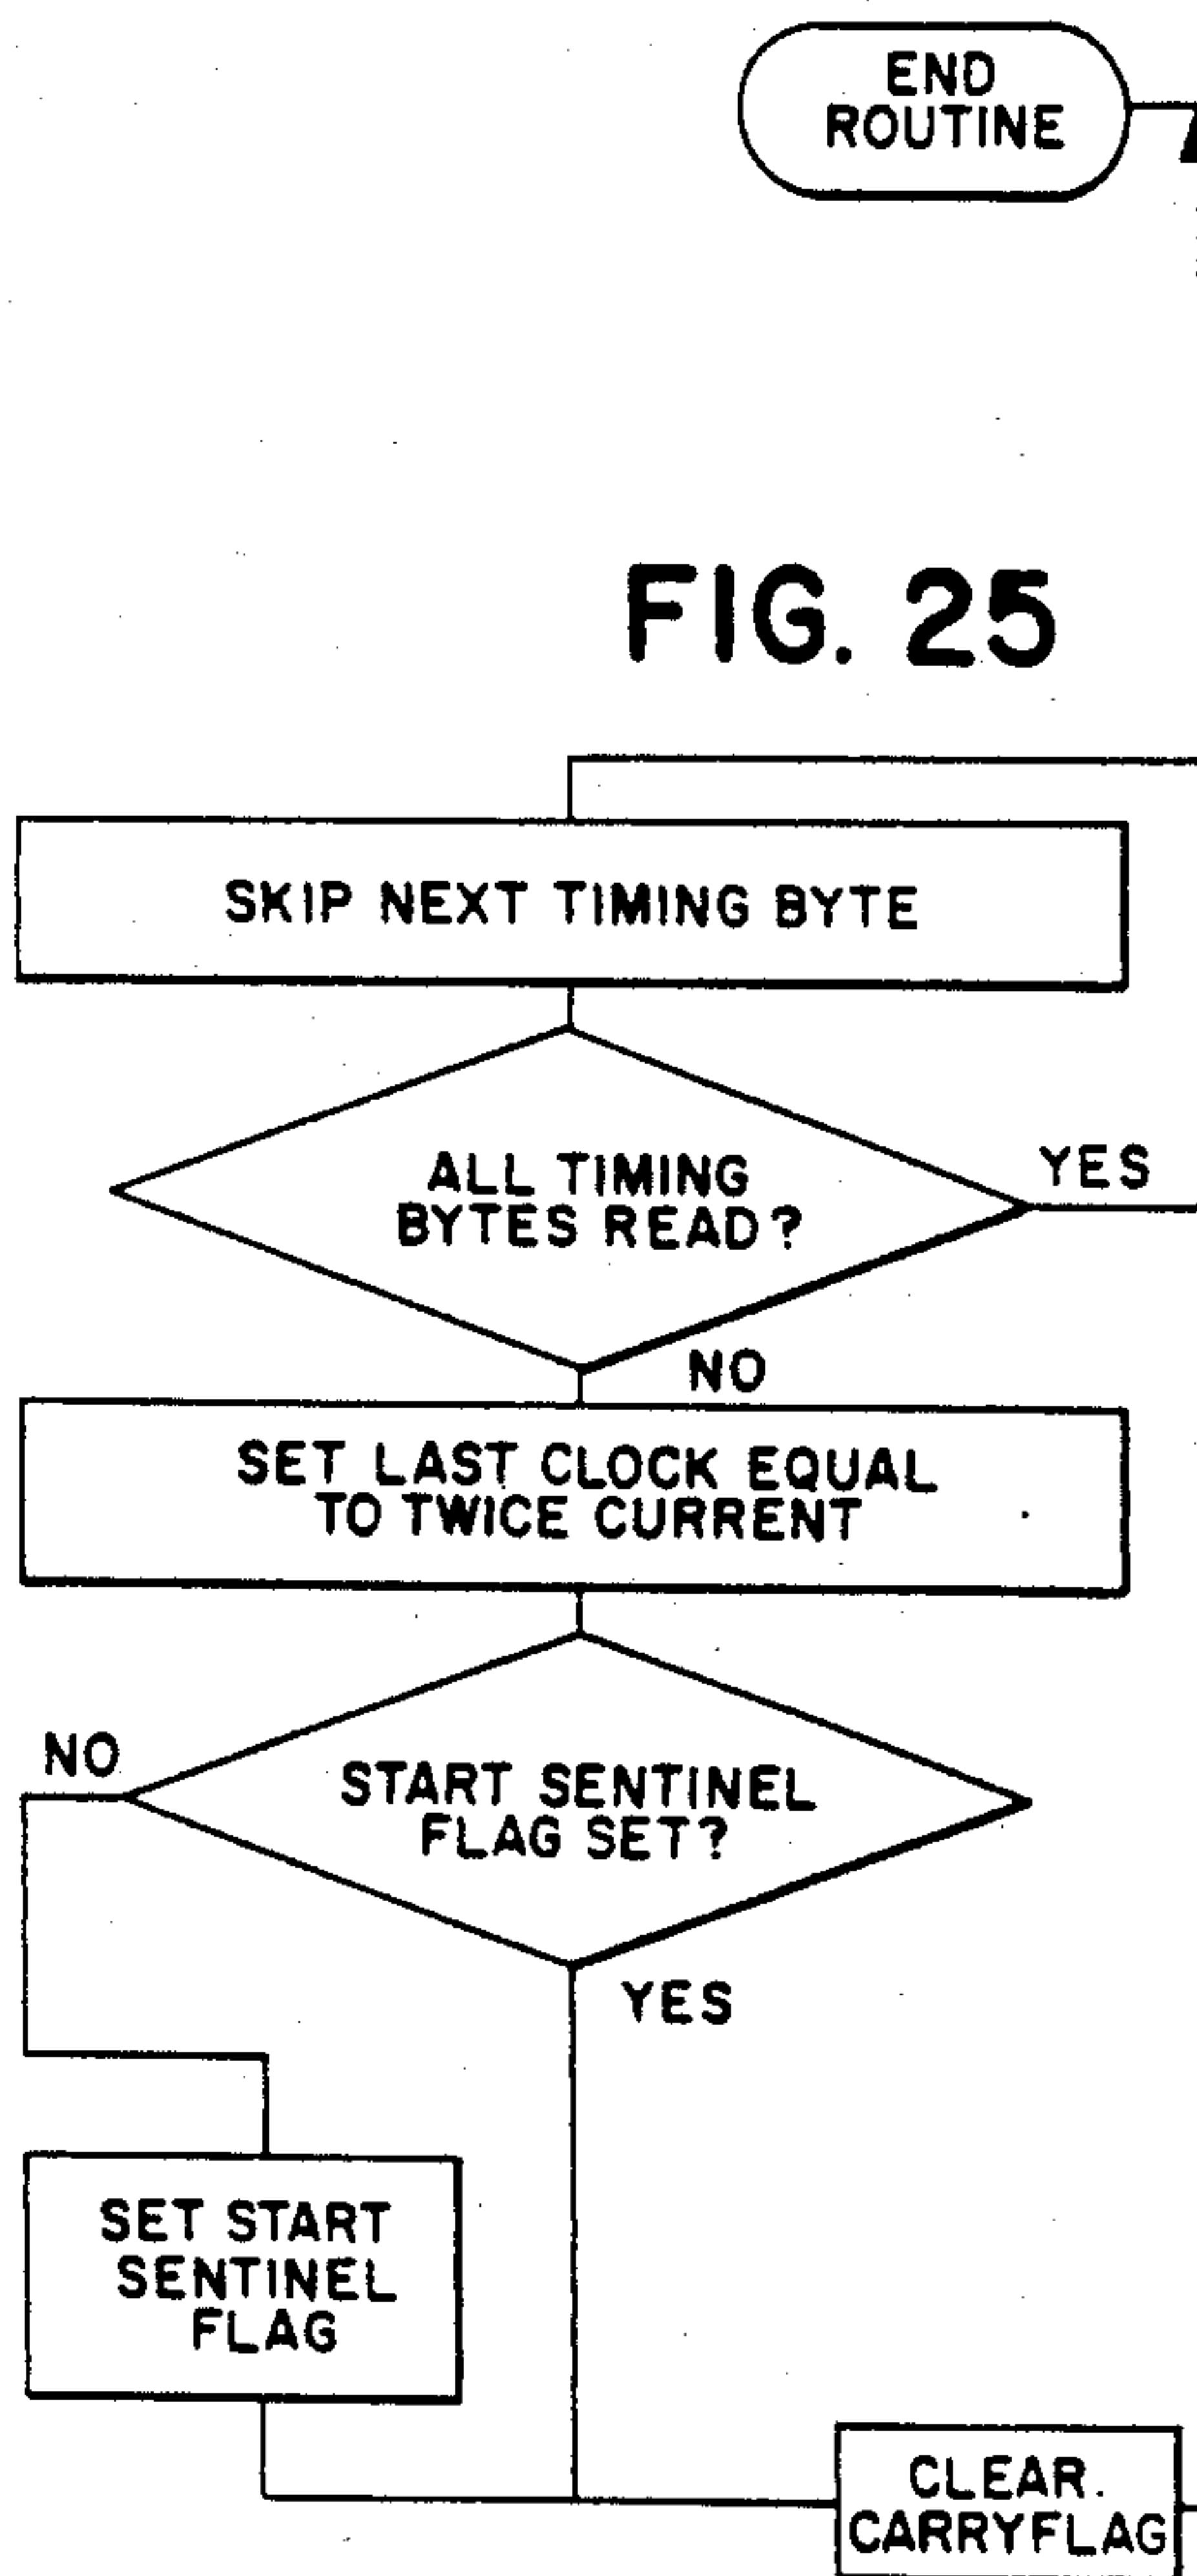 END
ROUTINE
FIG. 25
SKIP NEXT TIMING BYTE
ALL TIMING
BYTES READ?
YES
NO
SET LAST CLOCK EQUAL
TO TWICE CURRENT
NO
START SENTINEL
FLAG SET?
YES
SET START
SENTINEL
FLAG
CLEAR.
CARRYFLAG